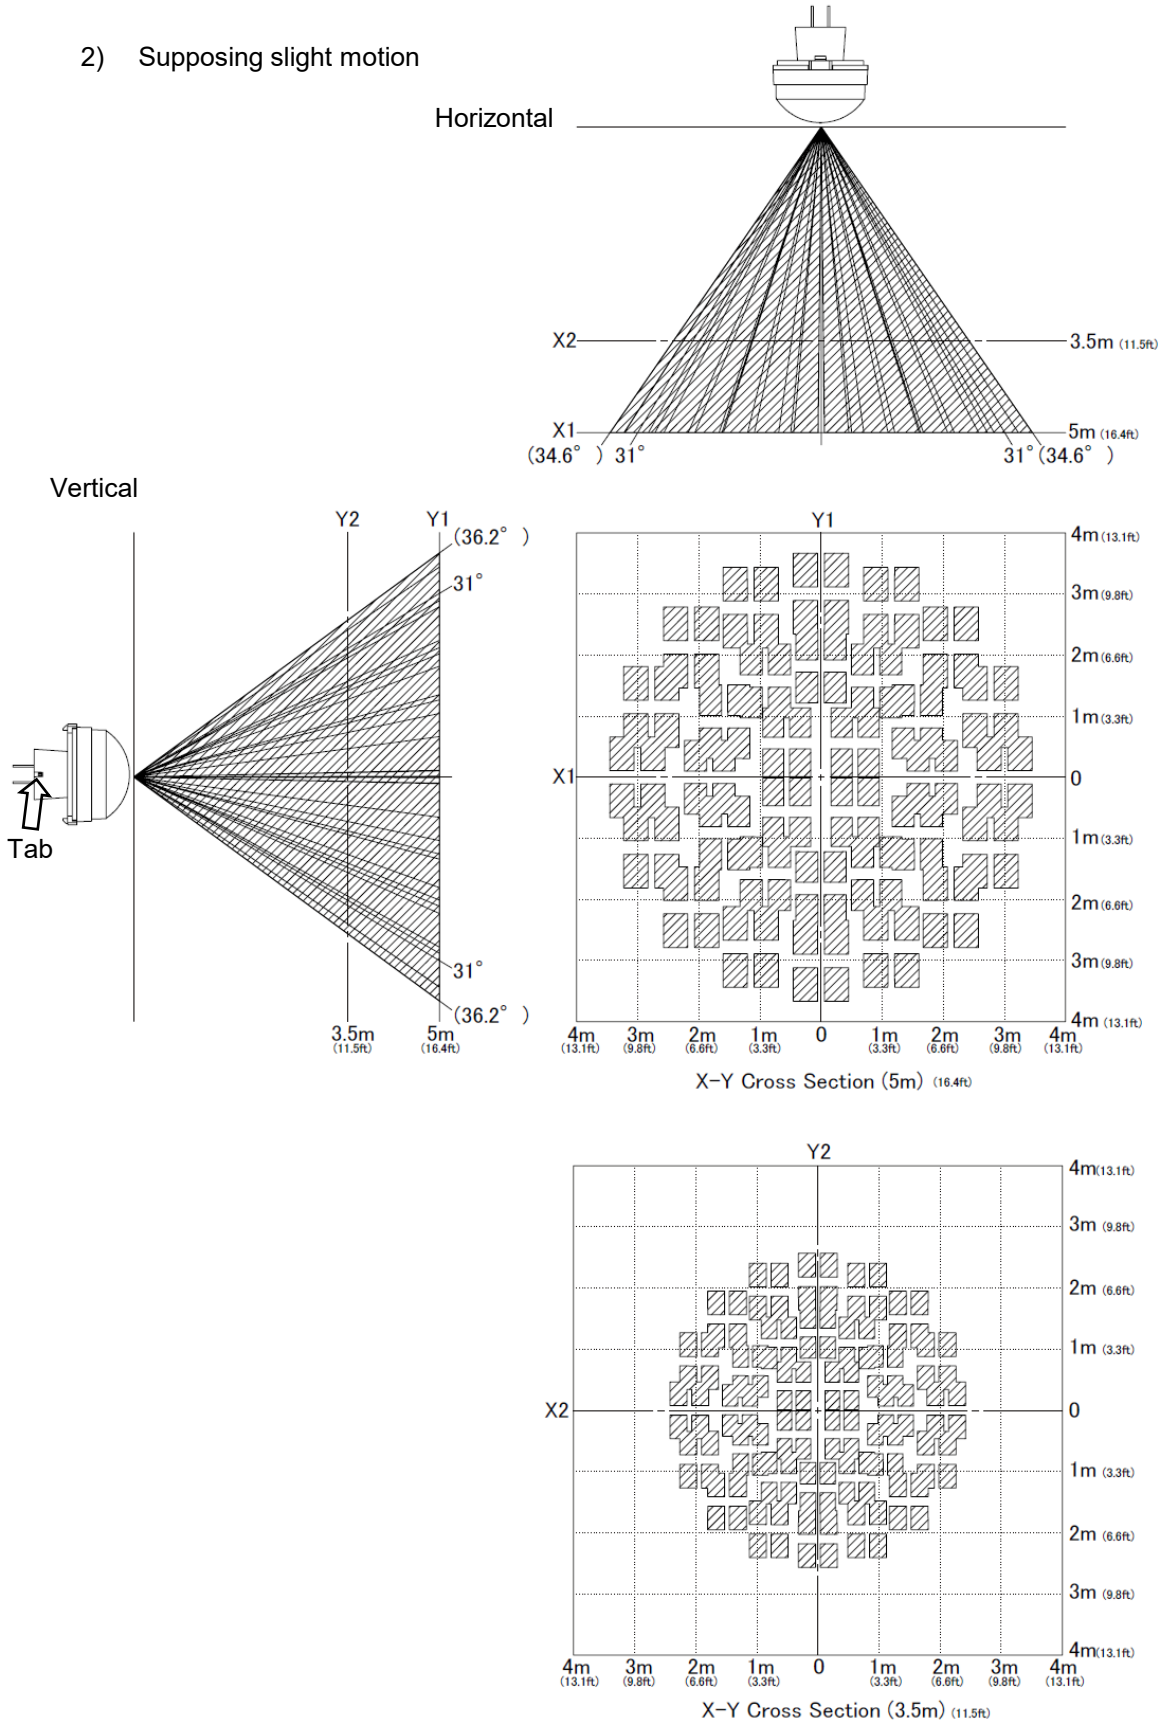 2) Supposing slight motion
Horizontal
X2
3.5m (11.5ft)
X1
5m (16.4ft)
(34.6° ) 31°
31° (34.6° )
Vertical
Y2
Y1
(36.2° )
31°
Tab
31°
(36.2° )
3.5m
(11.5ft)
5m
(16.4ft)
Y1
4m (13.1ft)
3m (9.8ft)
2m (6.6ft)
1m (3.3ft)
X1
0
1m (3.3ft)
2m (6.6ft)
3m (9.8ft)
4m (13.1ft)
4m 3m 2m 1m 0 1m 2m 3m 4m
(13.1ft) (9.8ft) (6.6ft) (3.3ft) (3.3ft) (6.6ft) (9.8ft) (13.1ft)
X-Y Cross Section (5m) (16.4ft)
Y2
4m (13.1ft)
3m (9.8ft)
2m (6.6ft)
1m (3.3ft)
X2
0
1m (3.3ft)
2m (6.6ft)
3m (9.8ft)
4m (13.1ft)
4m 3m 2m 1m 0 1m 2m 3m 4m
(13.1ft) (9.8ft) (6.6ft) (3.3ft) (3.3ft) (6.6ft) (9.8ft) (13.1ft)
X-Y Cross Section (3.5m) (11.5ft)